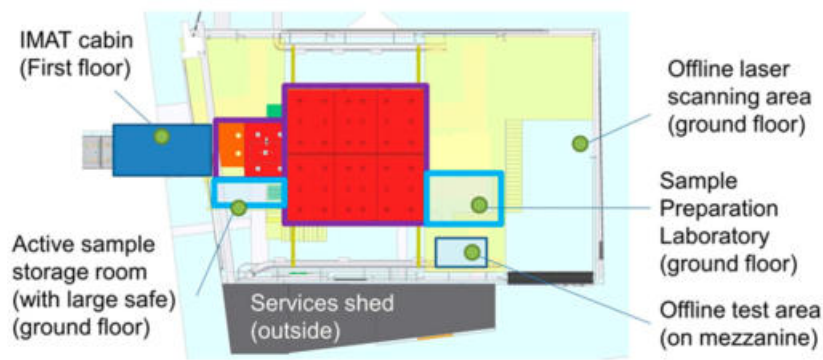 IMAT cabin
(First floor)
Offline laser
scanning area
(ground floor)
Sample
Preparation
Laboratory
(ground floor)
Active sample
storage room
(with large safe)
(ground floor)
Services shed
(outside)
Offline test area
(on mezzanine)